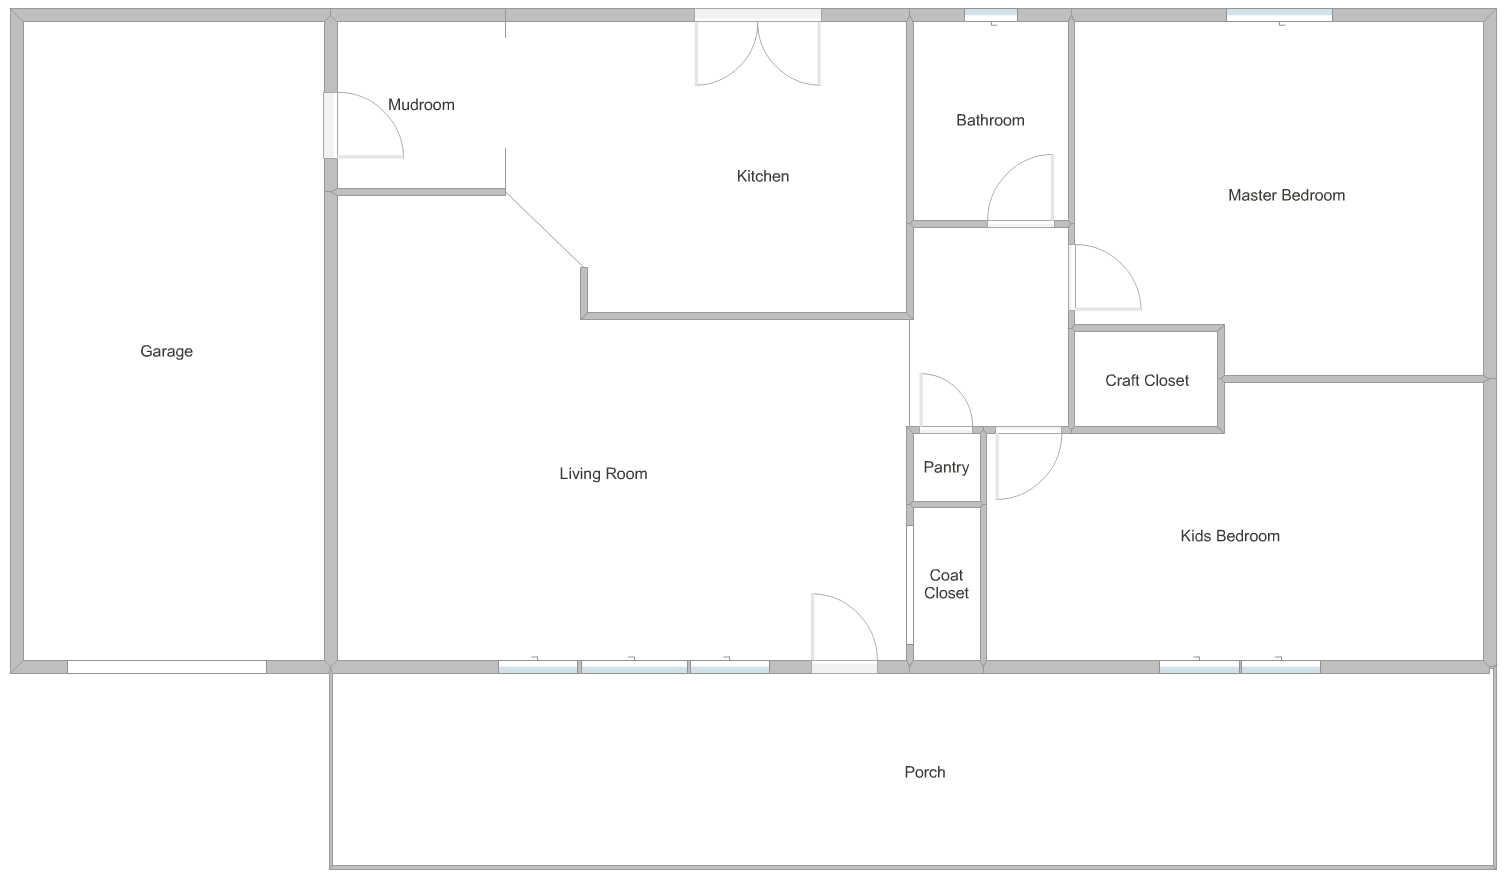 Mudroom
Bathroom
Kitchen
Master Bedroom
Garage
Craft Closet
Living Room
Pantry
Kids Bedroom
Coat
Closet
Porch